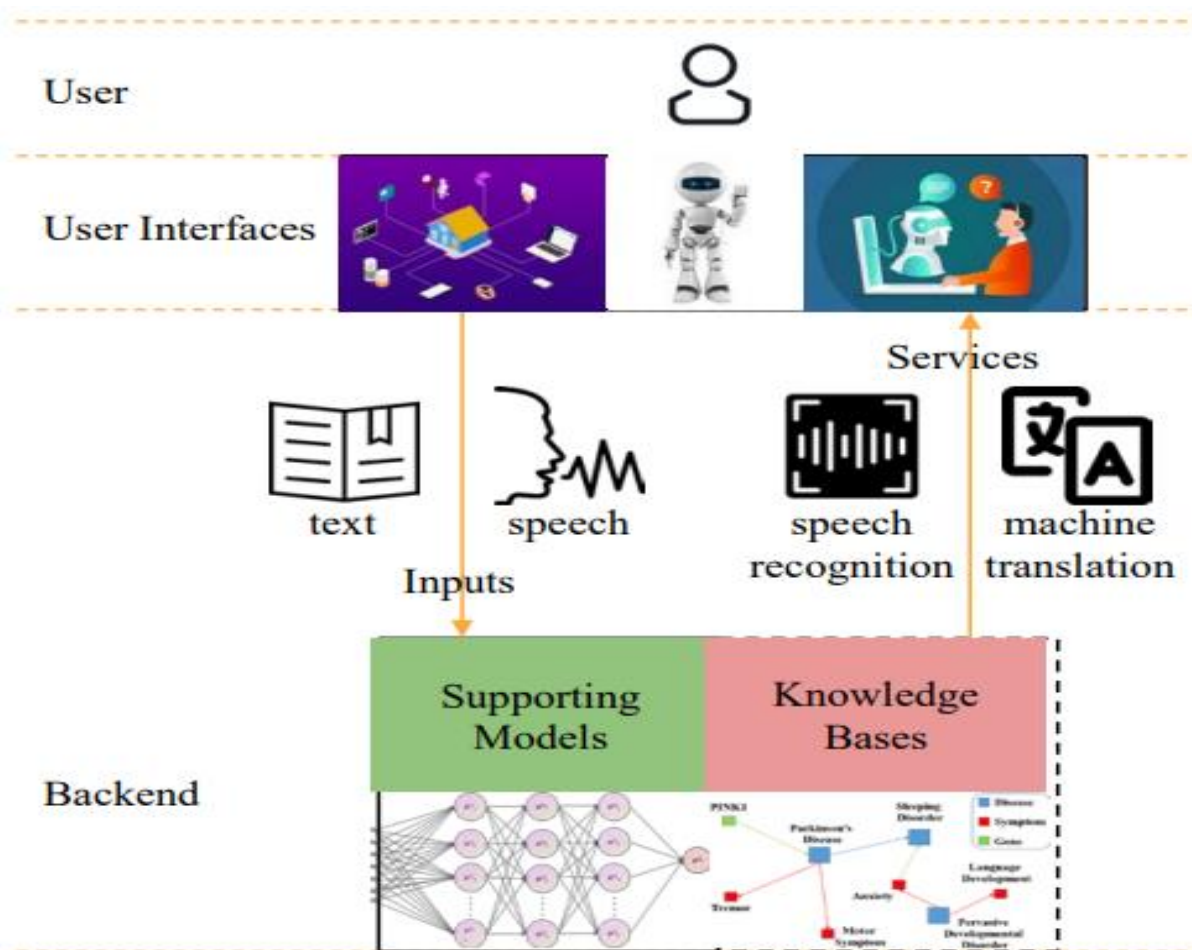 User
User Interfaces
?
Services
文
A
text
speech
speech
recognition
machine
translation
Inputs
Supporting
Models
Knowledge
Bases
Backend
PINK1
Parkinson's
Disease
Sleeping
Disorder
Disease
Symptom
Gene
Language
Development
Anxiety
Tremor
Motor
Symptom
Pervasive
Developmental
Disorder